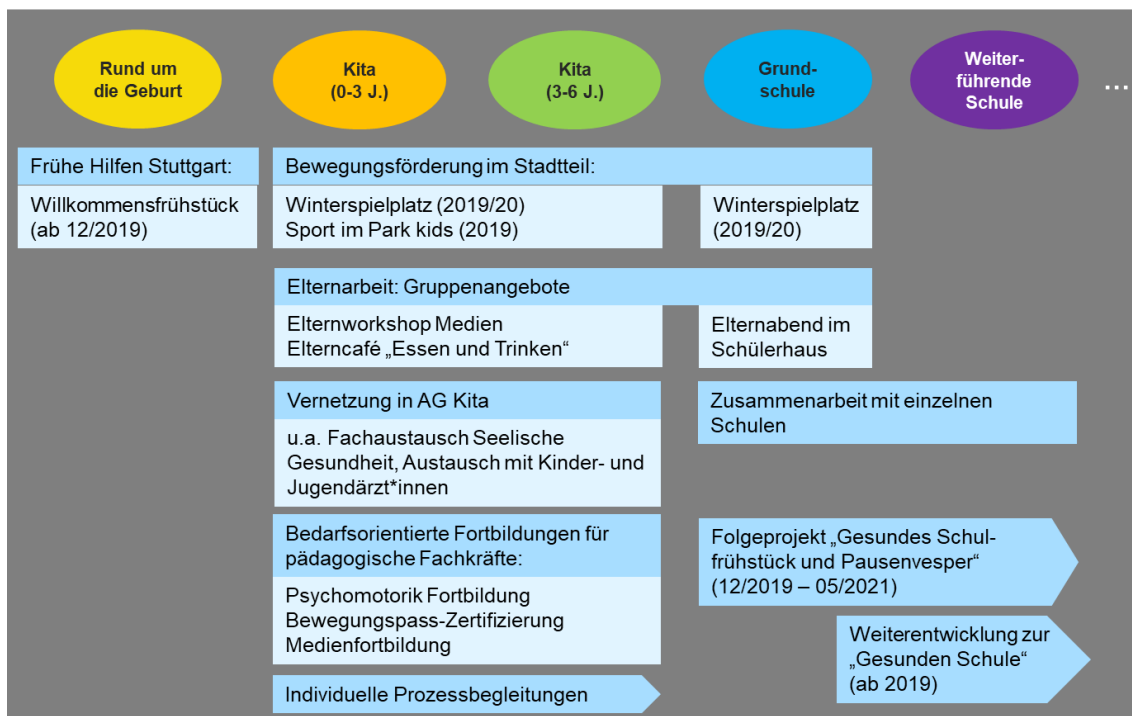 Rund um
die Geburt
Kita
(0-3 J.)
Kita
(3-6 J.)
Grund-
schule
Weiter-
führende
Schule
...
Frühe Hilfen Stuttgart:
Willkommensfrühstück
(ab 12/2019)
Bewegungsförderung im Stadtteil:
Winterspielplatz (2019/20)
Sport im Park kids (2019)
Winterspielplatz
(2019/20)
Elternarbeit: Gruppenangebote
Elternworkshop Medien
Elterncafé „Essen und Trinken“
Elternabend im
Schülerhaus
Vernetzung in AG Kita
u.a. Fachaustausch Seelische
Gesundheit, Austausch mit Kinder- und
Jugendärzt*innen
Zusammenarbeit mit einzelnen
Schulen
Bedarfsorientierte Fortbildungen für
pädagogische Fachkräfte:
Psychomotorik Fortbildung
Bewegungspass-Zertifizierung
Medienfortbildung
Folgeprojekt „Gesundes Schul-
frühstück und Pausenvesper“
(12/2019 – 05/2021)
Weiterentwicklung zur
„Gesunden Schule“
(ab 2019)
Individuelle Prozessbegleitungen